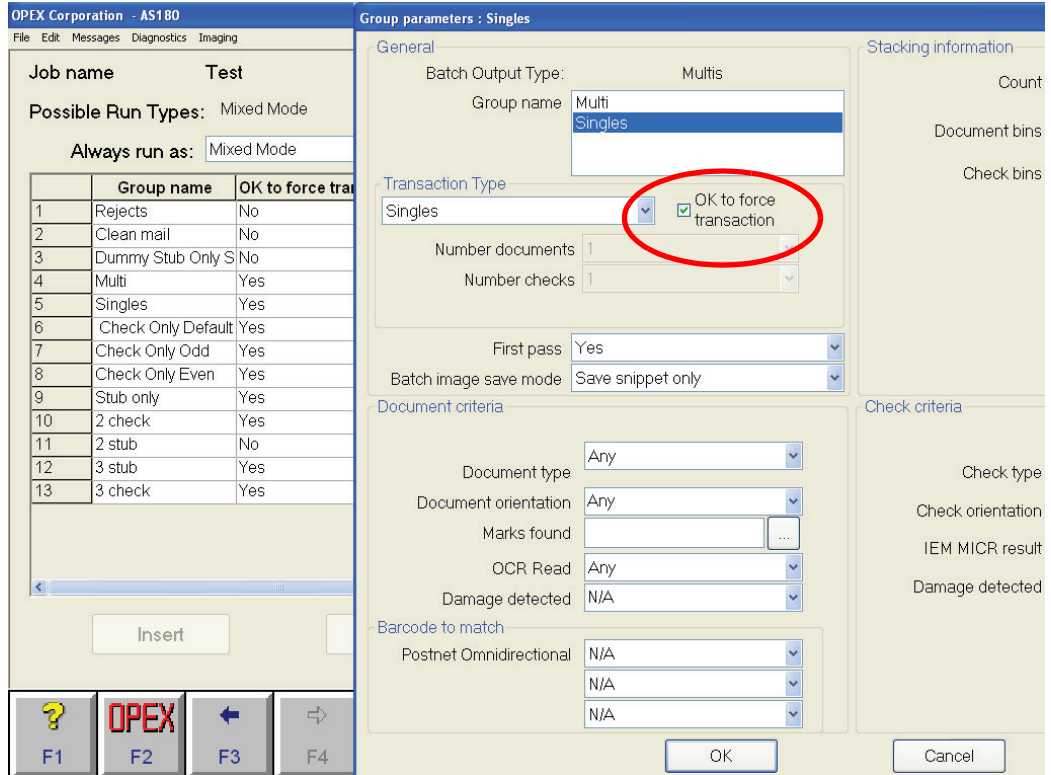 OPEX Corporation - AS180
File Edit Messages Diagnostics Imaging
Job name Test
Possible Run Types: Mixed Mode
Always run as: Mixed Mode
Group name OK to force tra
1 Rejects No
2 Clean mail No
3 Dummy Stub Only S No
4 Multi Yes
5 Singles Yes
6 Check Only Default Yes
7 Check Only Odd Yes
8 Check Only Even Yes
9 Stub only Yes
10 2 check Yes
11 2 stub No
12 3 stub Yes
13 3 check Yes
Insert
?
F1
OPEX
F2
F3
F4
Group parameters : Singles
General
Batch Output Type: Multis
Group name Multi
Singles
Transaction Type
Singles
OK to force
transaction
Number documents 1
Number checks 1
First pass Yes
Batch image save mode Save snippet only
Document criteria
Document type Any
Document orientation Any
Marks found ...
OCR Read Any
Damage detected N/A
Barcode to match
Postnet Omnidirectional N/A
N/A
N/A
OK
Cancel
Stacking information
Count
Document bins
Check bins
Check criteria
Check type
Check orientation
IEM MICR result
Damage detected